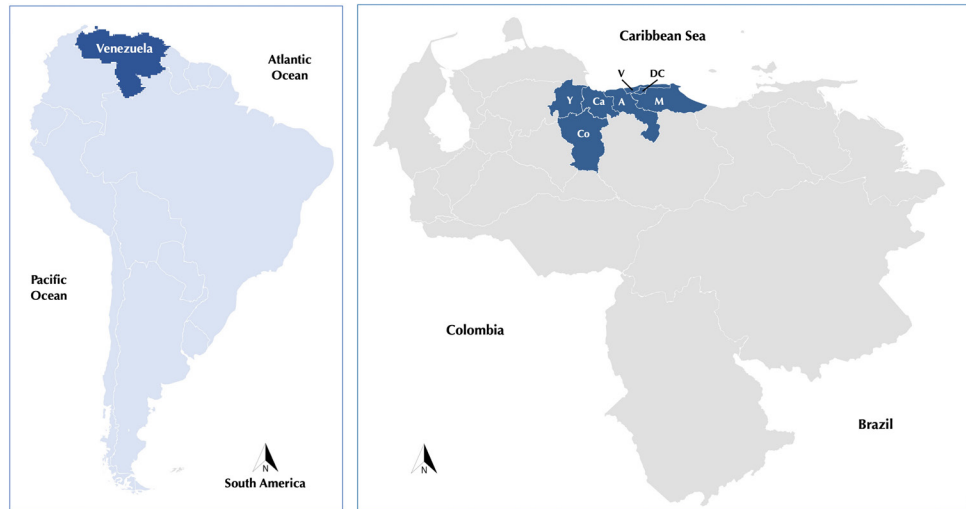 Venezuela
Atlantic
Ocean
Pacific
Ocean
N
South America
Caribbean Sea
V
DC
Y
Ca
A
M
Co
Colombia
Brazil
N